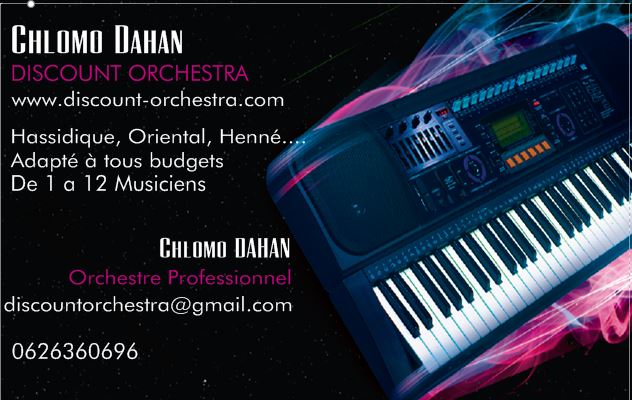 Chlomo Dahan
DISCOUNT ORCHESTRA
www.discount-orchestra.com
Hassidique, Oriental, Henné....
Adapté à tous budgets
De 1 a 12 Musiciens
Chlomo DAHAN
Orchestre Professionnel
discountorchestra@gmail.com
0626360696